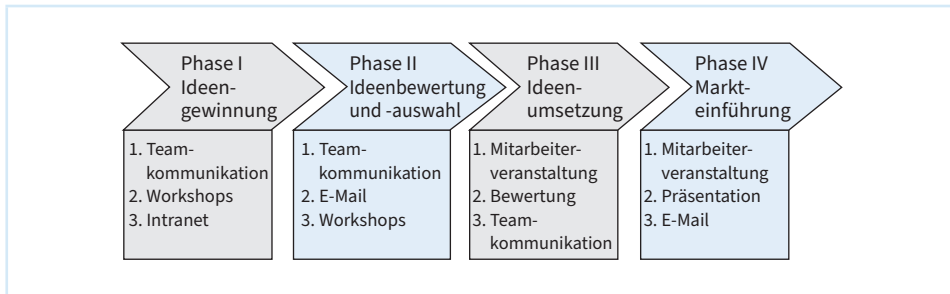 Phase I
Ideen-
gewinnung
Phase II
Ideenbewertung
und -auswahl
Phase III
Ideen-
umsetzung
Phase IV
Markt-
einführung
1. Team-
kommunikation
2. Workshops
3. Intranet
1. Team-
kommunikation
2. E-Mail
3. Workshops
1. Mitarbeiter-
veranstaltung
2. Bewertung
3. Team-
kommunikation
1. Mitarbeiter-
veranstaltung
2. Präsentation
3. E-Mail